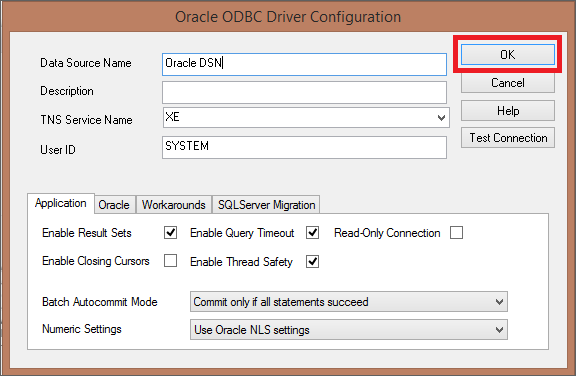 Oracle ODBC Driver Configuration
Data Source Name Oracle DSN OK
Description Cancel
TNS Service Name XE Help
User ID SYSTEM Test Connection
Application Oracle Workarounds SQLServer Migration
Enable Result Sets Enable Query Timeout Read-Only Connection
Enable Closing Cursors Enable Thread Safety
Batch Autocommit Mode Commit only if all statements succeed
Numeric Settings Use Oracle NLS settings